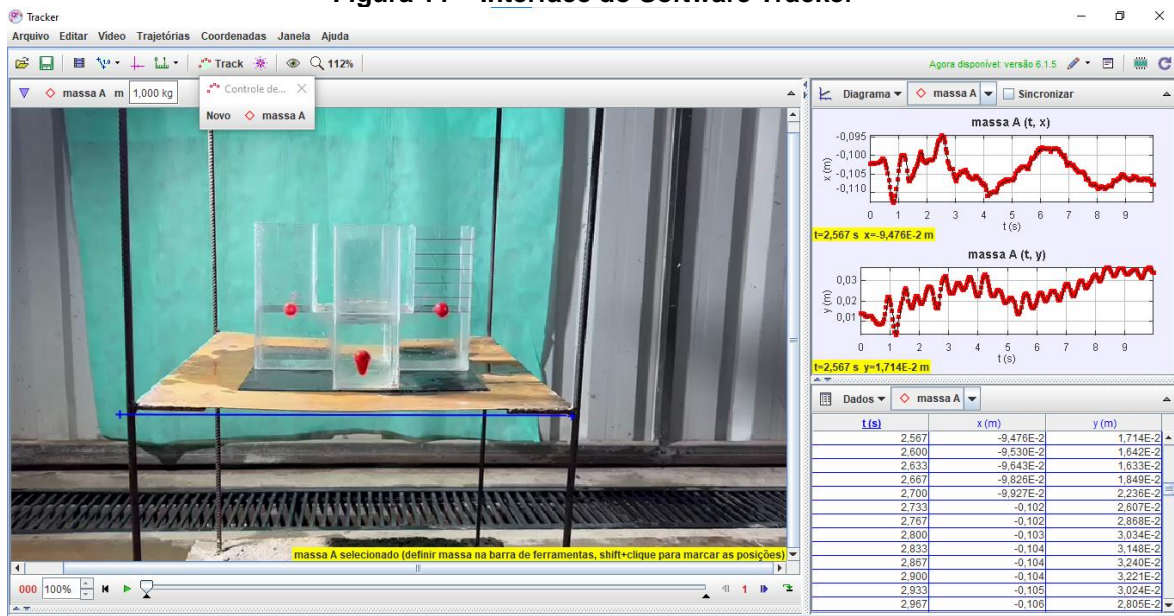 Tracker
Arquivo Editar Video Trajetórias Coordenadas Janela Ajuda
Track 112% Agora disponível: versão 6.1.5
massa A m 1,000 kg
Controle de...
Novo massa A
Diagrama massa A Sincronizar
massa A (t, x)
-0,095
-0,100
-0,105
-0,110
x (m)
0 1 2 3 4 5 6 7 8 9
t (s)
t=2,567 s x=-9,476E-2 m
massa A (t, y)
0,03
0,02
0,01
y (m)
0 1 2 3 4 5 6 7 8 9
t (s)
t=2,567 s y=1,714E-2 m
Dados massa A
t (s) x (m) y (m)
2,567 -9,476E-2 1,714E-2
2,600 -9,530E-2 1,642E-2
2,633 -9,643E-2 1,633E-2
2,667 -9,826E-2 1,849E-2
2,700 -9,927E-2 2,236E-2
2,733 -0,102 2,607E-2
2,767 -0,102 2,868E-2
2,800 -0,103 3,034E-2
2,833 -0,104 3,148E-2
2,867 -0,104 3,240E-2
2,900 -0,104 3,221E-2
2,933 -0,105 3,024E-2
2,967 -0,106 2,805E-2
massa A selecionado (definir massa na barra de ferramentas, shift+clique para marcar as posições)
000 100% 1